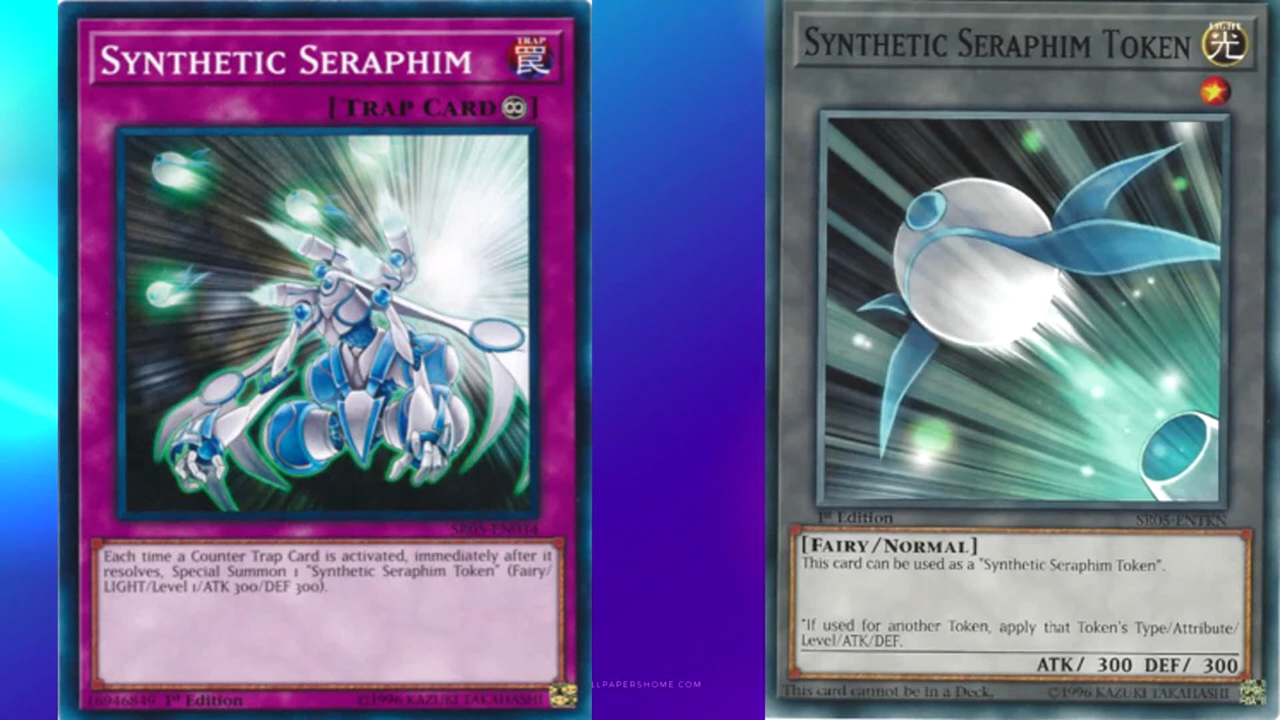 SYNTHETIC SERAPHIM
TRAP
罠
[TRAP CARD]
SR05-EN034
Each time a Counter Trap Card is activated, immediately after it
resolves, Special Summon 1 "Synthetic Seraphim Token" (Fairy/
LIGHT/Level 1/ATK 300/DEF 300).
16946849 1st Edition
©1996 KAZUKI TAKAHASHI
LLPAPERSHOME.COM
SYNTHETIC SERAPHIM TOKEN
LIGHT
光
1st Edition
SR05-ENTKN
[FAIRY/NORMAL]
This card can be used as a "Synthetic Seraphim Token".
*If used for another Token, apply that Token's Type/Attribute/
Level/ATK/DEF.
ATK/ 300 DEF/ 300
This card cannot be in a Deck.
©1996 KAZUKI TAKAHASHI